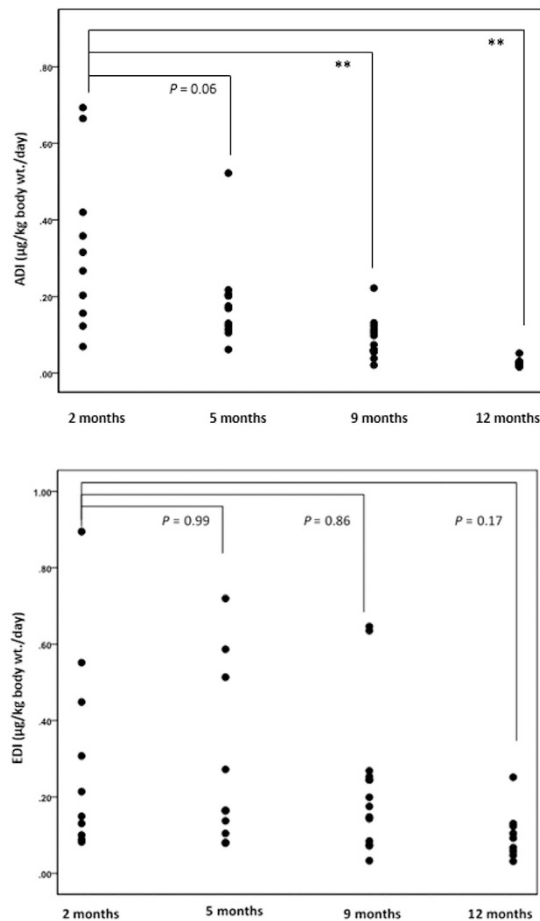 **
**
P = 0.06
.80
.60
.40
.20
.00
ADI (µg/kg body wt./day)
2 months 5 months 9 months 12 months
1.00
P = 0.99 P = 0.86 P = 0.17
.80
.60
.40
.20
.00
EDI (µg/kg body wt./day)
2 months 5 months 9 months 12 months